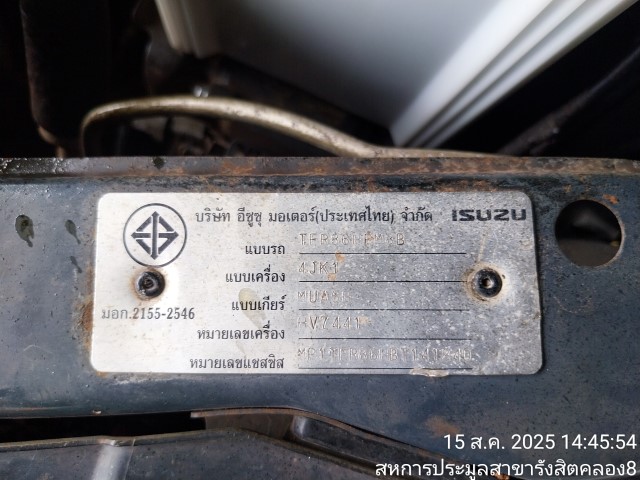 บริษัท อีซูซุ มอเตอร์(ประเทศไทย) จำกัด ISUZU
แบบรถ
แบบเครื่อง 4JK1
มอก.2155-2546
แบบเกียร์
หมายเลขเครื่อง
หมายเลขแชสซิส
15 ส.ค. 2025 14:45:54
สหการประมูลสาขารังสิตคลอง8